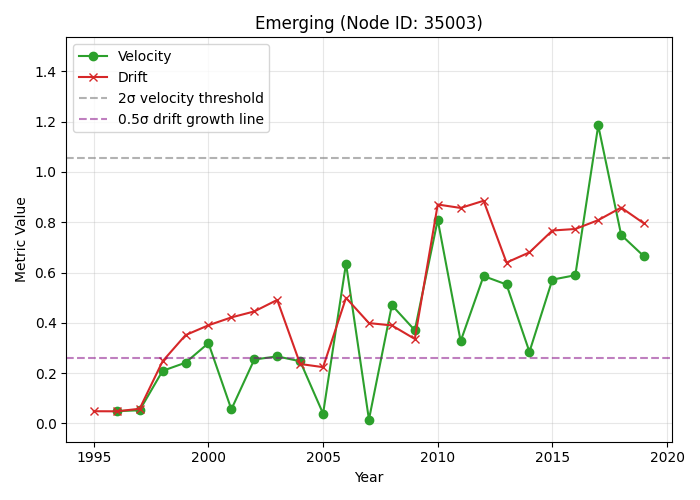 Emerging (Node ID: 35003)
Velocity
Drift
2σ velocity threshold
0.5σ drift growth line
Metric Value
1.4
1.2
1.0
0.8
0.6
0.4
0.2
0.0
1995 2000 2005 2010 2015 2020
Year